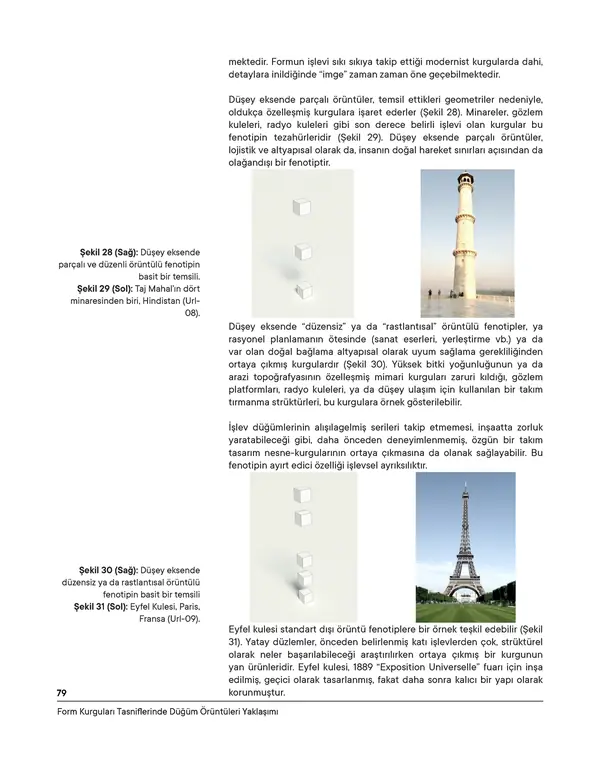 mektedir. Formun işlevi sıkı sıkıya takip ettiği modernist kurgularda dahi,
detaylara inildiğinde “imge” zaman zaman öne geçebilmektedir.
Düşey eksende parçalı örüntüler, temsil ettikleri geometriler nedeniyle,
oldukça özelleşmiş kurgulara işaret ederler (Şekil 28). Minareler, gözlem
kuleleri, radyo kuleleri gibi son derece belirli işlevi olan kurgular bu
fenotipin tezahürleridir (Şekil 29). Düşey eksende parçalı örüntüler,
lojistik ve altyapısal olarak da, insanın doğal hareket sınırları açısından da
olağandışı bir fenotiptir.
Şekil 28 (Sağ): Düşey eksende
parçalı ve düzenli örüntülü fenotipin
basit bir temsili.
Şekil 29 (Sol): Taj Mahal’ın dört
minaresinden biri, Hindistan (Url-
08).
Düşey eksende “düzensiz” ya da “rastlantısal” örüntülü fenotipler, ya
rasyonel planlamanın ötesinde (sanat eserleri, yerleştirme vb.) ya da
var olan doğal bağlama altyapısal olarak uyum sağlama gerekliliğinden
ortaya çıkmış kurgulardır (Şekil 30). Yüksek bitki yoğunluğunun ya da
arazi topoğrafyasının özelleşmiş mimari kurguları zaruri kıldığı, gözlem
platformları, radyo kuleleri, ya da düşey ulaşım için kullanılan bir takım
tırmanma strüktürleri, bu kurgulara örnek gösterilebilir.
İşlev düğümlerinin alışılagelmiş serileri takip etmemesi, inşaatta zorluk
yaratabileceği gibi, daha önceden deneyimlenmemiş, özgün bir takım
tasarım nesne-kurgularının ortaya çıkmasına da olanak sağlayabilir. Bu
fenotipin ayırt edici özelliği işlevsel ayrıksılıktır.
Şekil 30 (Sağ): Düşey eksende
düzensiz ya da rastlantısal örüntülü
fenotipin basit bir temsili
Şekil 31 (Sol): Eyfel Kulesi, Paris,
Fransa (Url-09).
Eyfel kulesi standart dışı örüntü fenotiplere bir örnek teşkil edebilir (Şekil
31). Yatay düzlemler, önceden belirlenmiş katı işlevlerden çok, strüktürel
olarak neler başarılabileceği araştırılırken ortaya çıkmış bir kurgunun
yan ürünleridir. Eyfel kulesi, 1889 “Exposition Universelle” fuarı için inşa
edilmiş, geçici olarak tasarlanmış, fakat daha sonra kalıcı bir yapı olarak
korunmuştur.
79
Form Kurguları Tasniflerinde Düğüm Örüntüleri Yaklaşımı